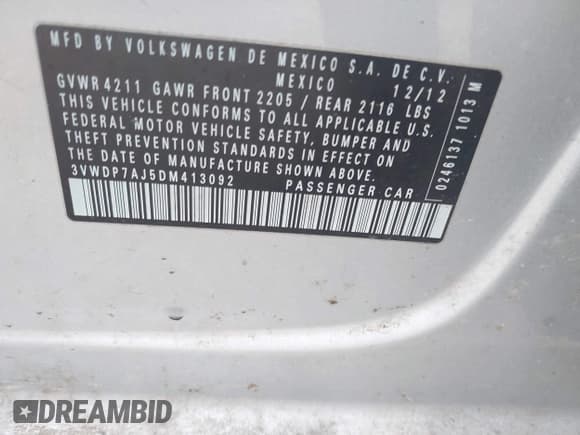 MFD BY VOLKSWAGEN DE MEXICO S.A. DE C.V.
MEXICO 12/12
GVWR 4211 GAWR FRONT 2205 / REAR 2116 LBS
THIS VEHICLE CONFORMS TO ALL APPLICABLE U.S.
FEDERAL MOTOR VEHICLE SAFETY, BUMPER AND
THEFT PREVENTION STANDARDS IN EFFECT ON
THE DATE OF MANUFACTURE SHOWN ABOVE.
3VWDP7AJ5DM413092 PASSENGER CAR
0246137 1013 M
DREAMBID